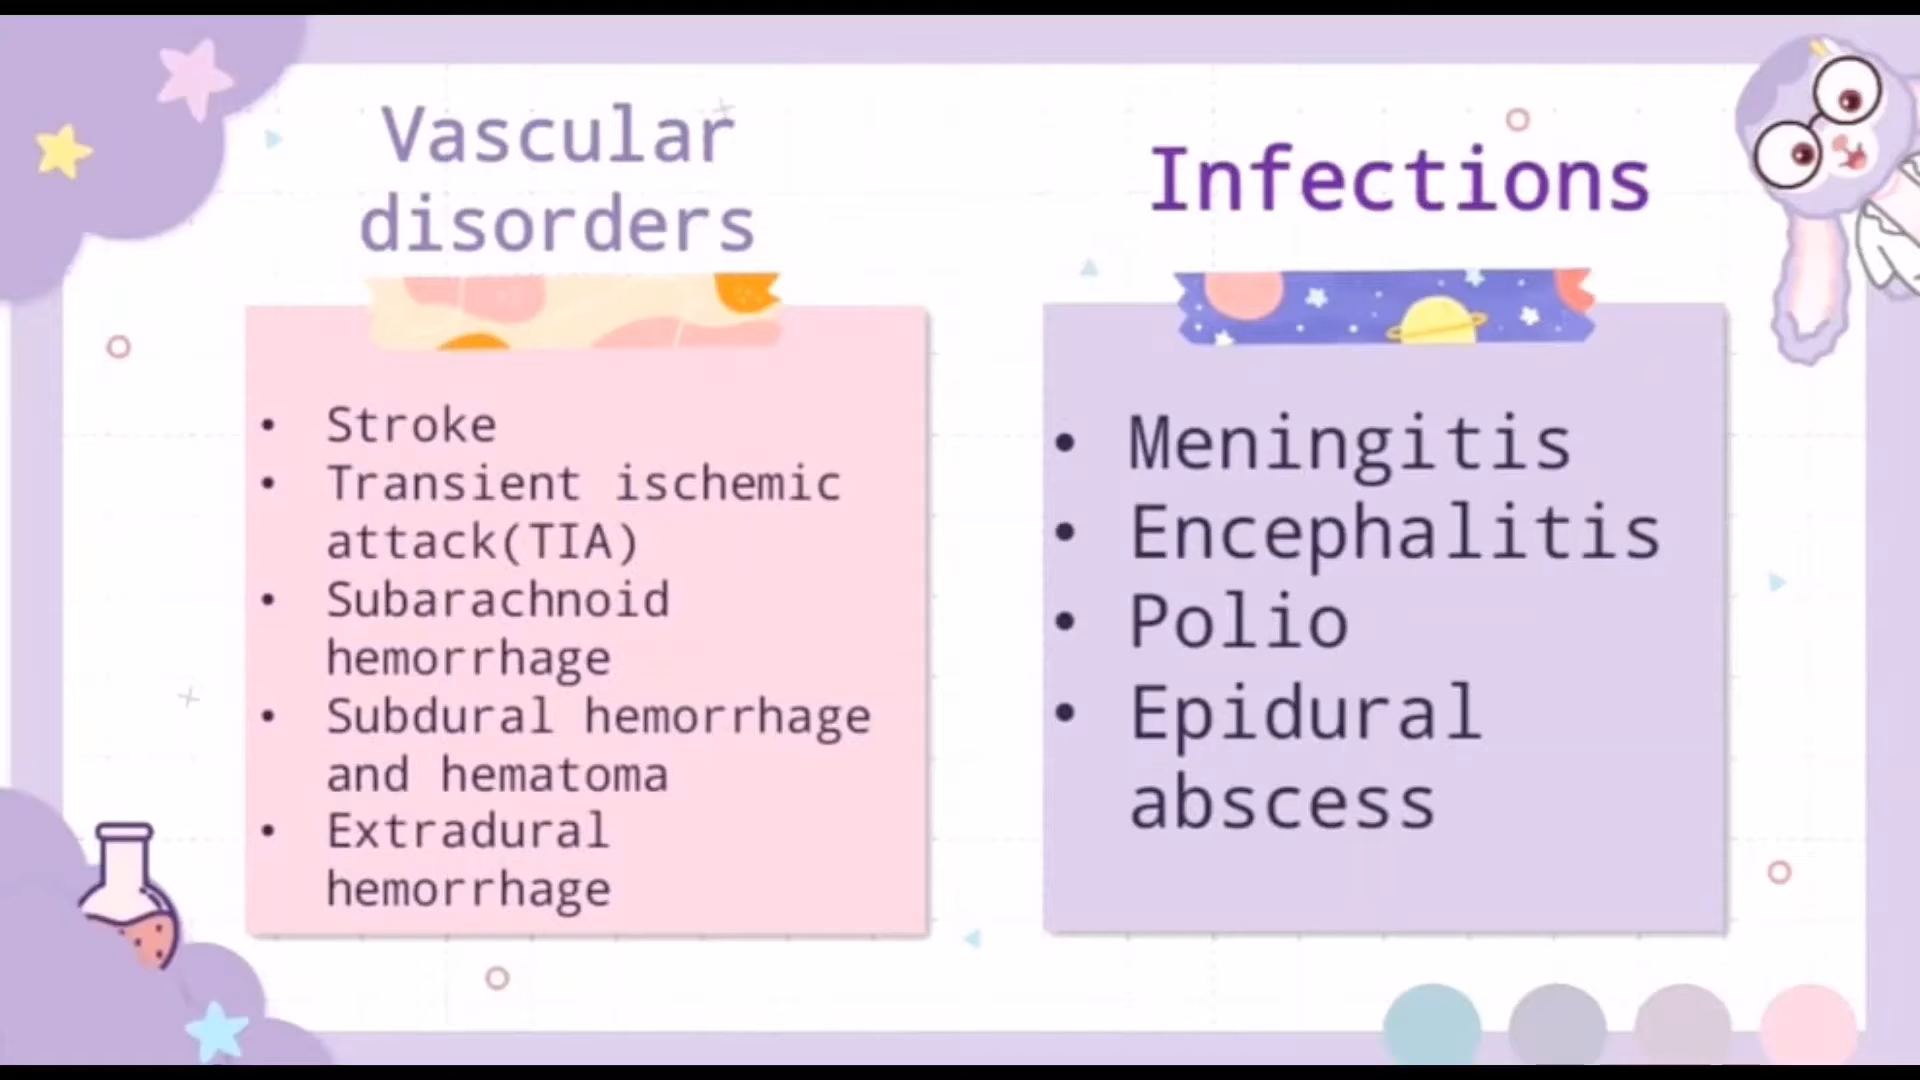 Vascular
disorders
• Stroke
• Transient ischemic
attack(TIA)
• Subarachnoid
hemorrhage
• Subdural hemorrhage
and hematoma
• Extradural
hemorrhage
Infections
• Meningitis
• Encephalitis
• Polio
• Epidural
abscess